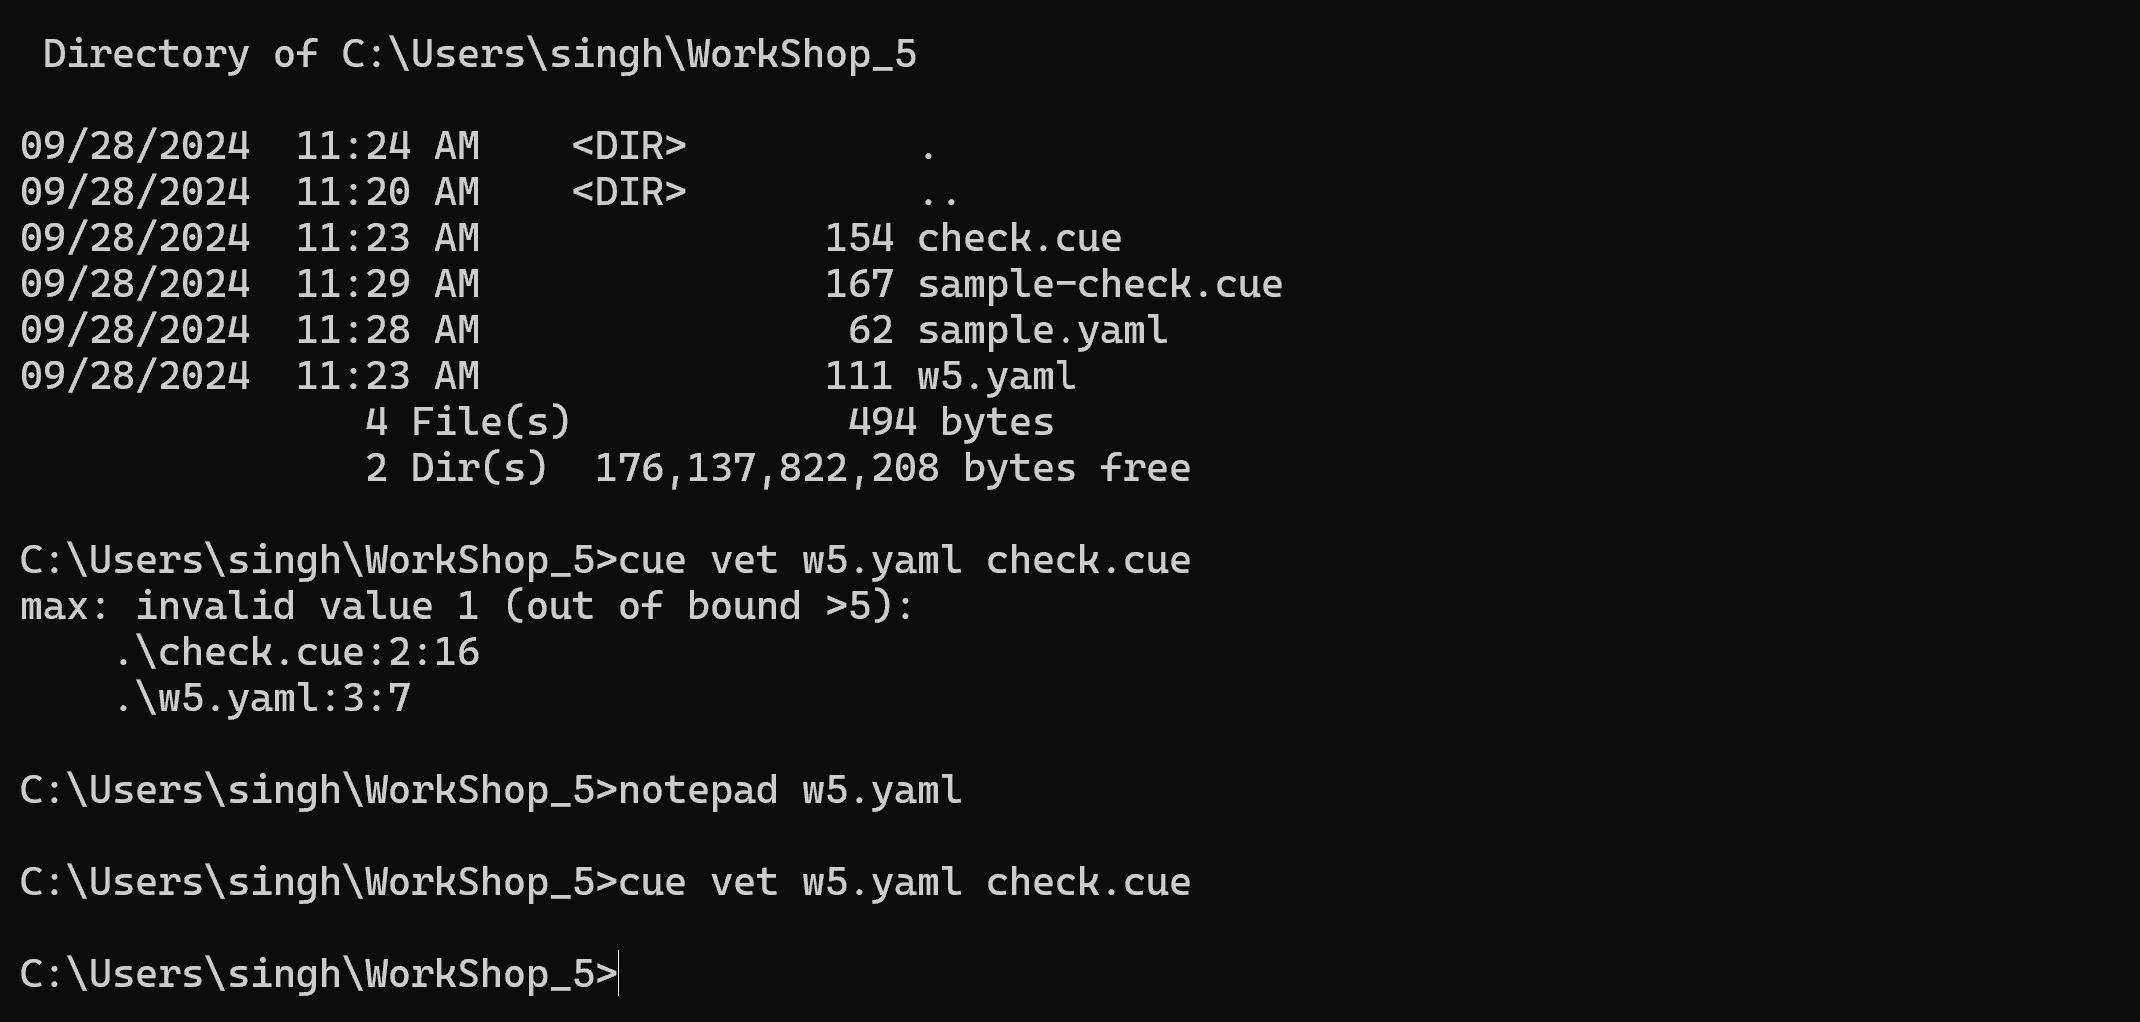 Directory of C:\Users\singh\WorkShop_5
09/28/2024  11:24 AM    <DIR>          .
09/28/2024  11:20 AM    <DIR>          ..
09/28/2024  11:23 AM               154 check.cue
09/28/2024  11:29 AM               167 sample-check.cue
09/28/2024  11:28 AM                62 sample.yaml
09/28/2024  11:23 AM               111 w5.yaml
               4 File(s)            494 bytes
               2 Dir(s)  176,137,822,208 bytes free
C:\Users\singh\WorkShop_5>cue vet w5.yaml check.cue
max: invalid value 1 (out of bound >5):
    .\check.cue:2:16
    .\w5.yaml:3:7
C:\Users\singh\WorkShop_5>notepad w5.yaml
C:\Users\singh\WorkShop_5>cue vet w5.yaml check.cue
C:\Users\singh\WorkShop_5>